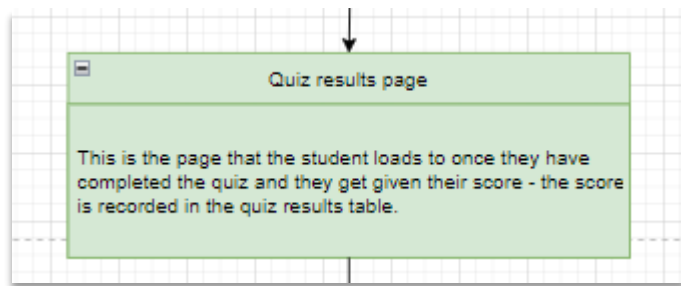 Quiz results page
This is the page that the student loads to once they have
completed the quiz and they get given their score - the score
is recorded in the quiz results table.